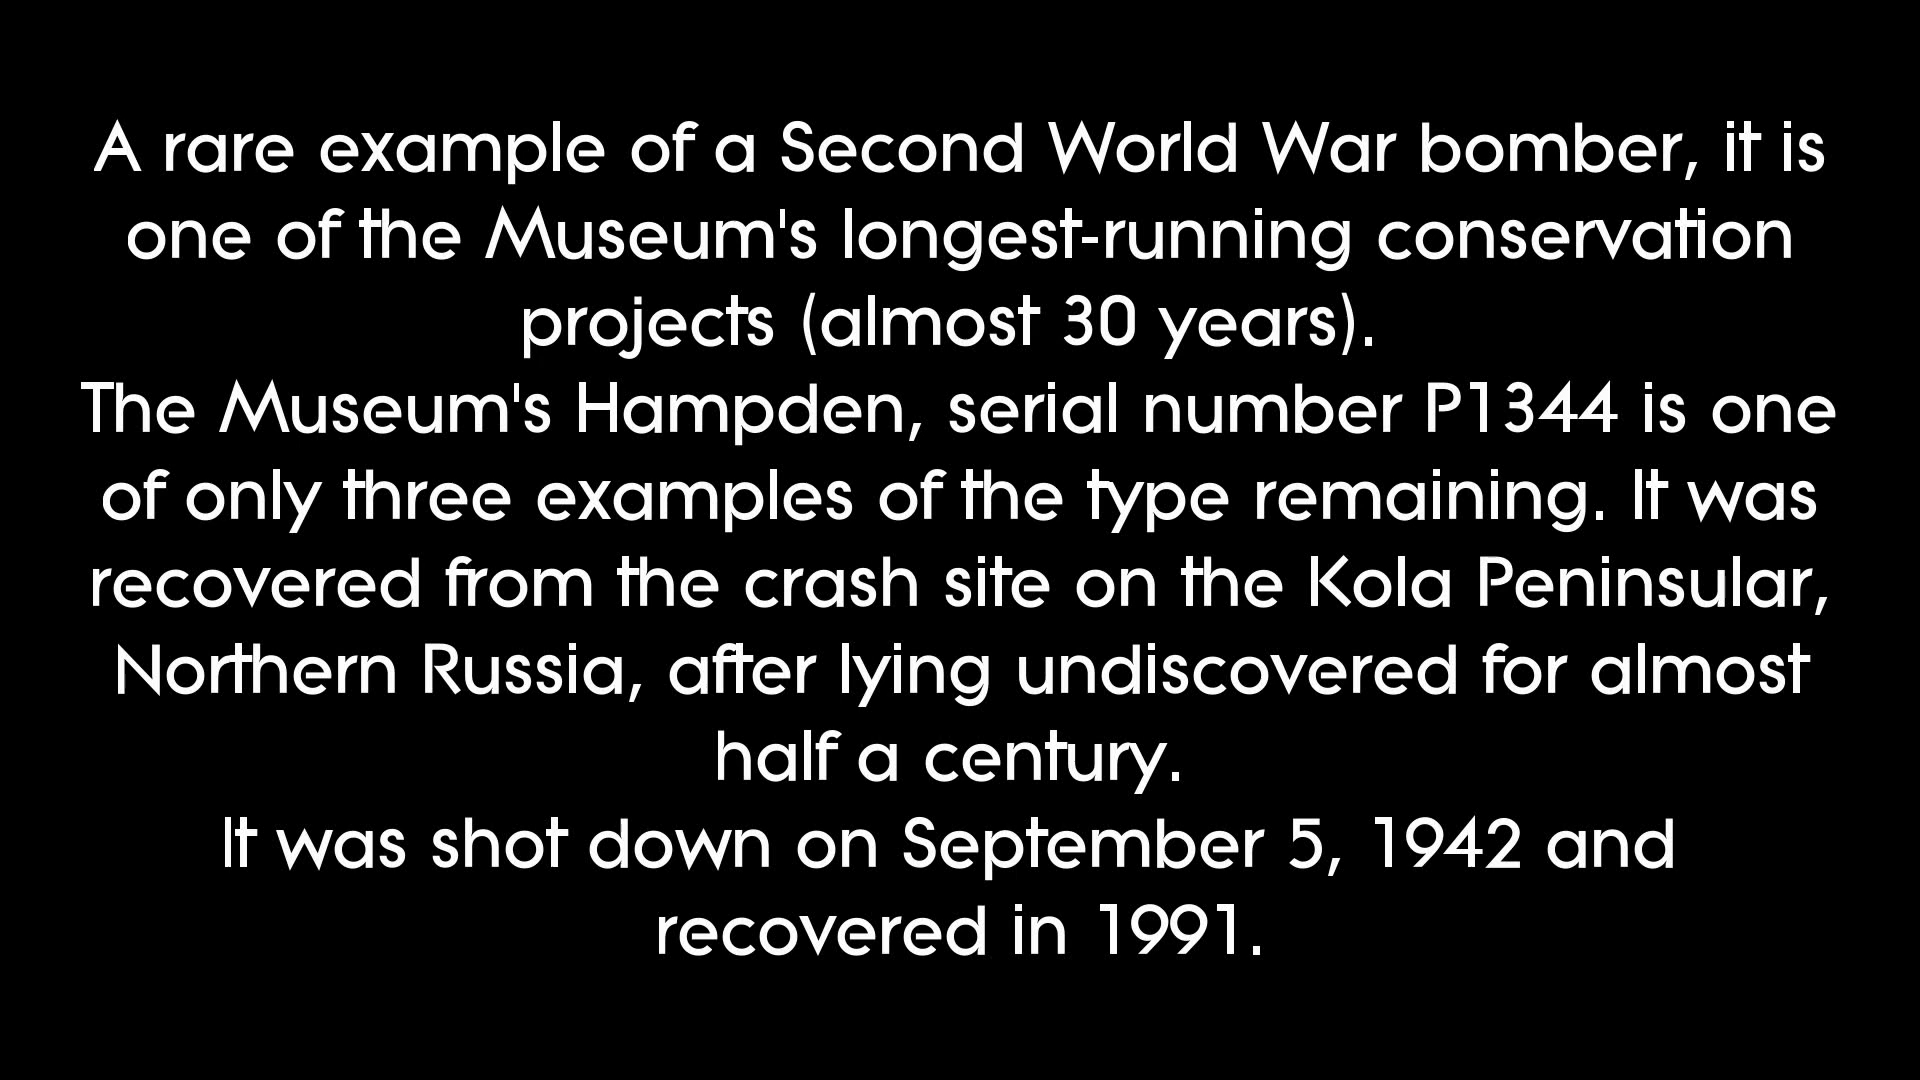 A rare example of a Second World War bomber, it is
one of the Museum's longest-running conservation
projects (almost 30 years).
The Museum's Hampden, serial number P1344 is one
of only three examples of the type remaining. It was
recovered from the crash site on the Kola Peninsular,
Northern Russia, after lying undiscovered for almost
half a century.
It was shot down on September 5, 1942 and
recovered in 1991.